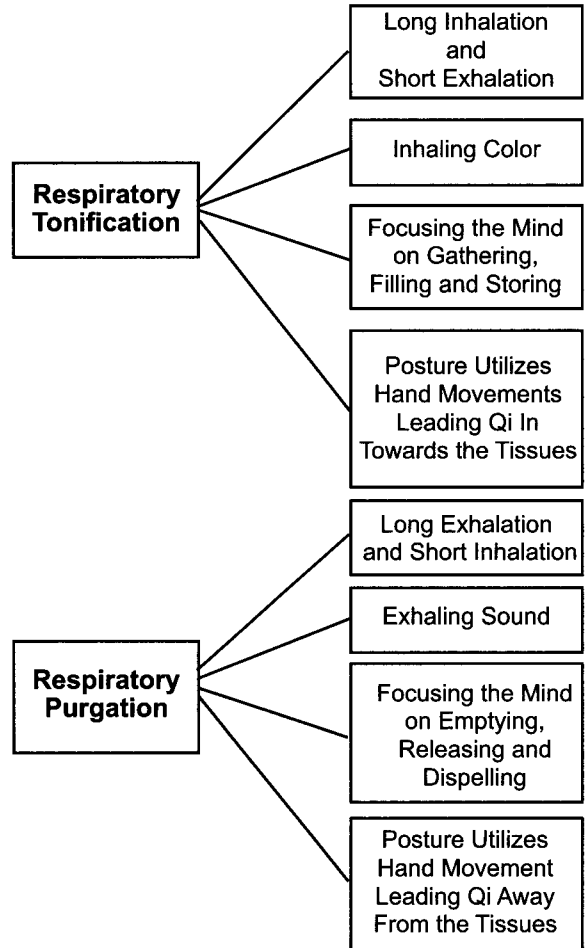 Respiratory
Tonification
Long Inhalation
and
Short Exhalation
Inhaling Color
Focusing the Mind
on Gathering,
Filling and Storing
Posture Utilizes
Hand Movements
Leading Qi In
Towards the Tissues
Respiratory
Purgation
Long Exhalation
and Short Inhalation
Exhaling Sound
Focusing the Mind
on Emptying,
Releasing and
Dispelling
Posture Utilizes
Hand Movement
Leading Qi Away
From the Tissues